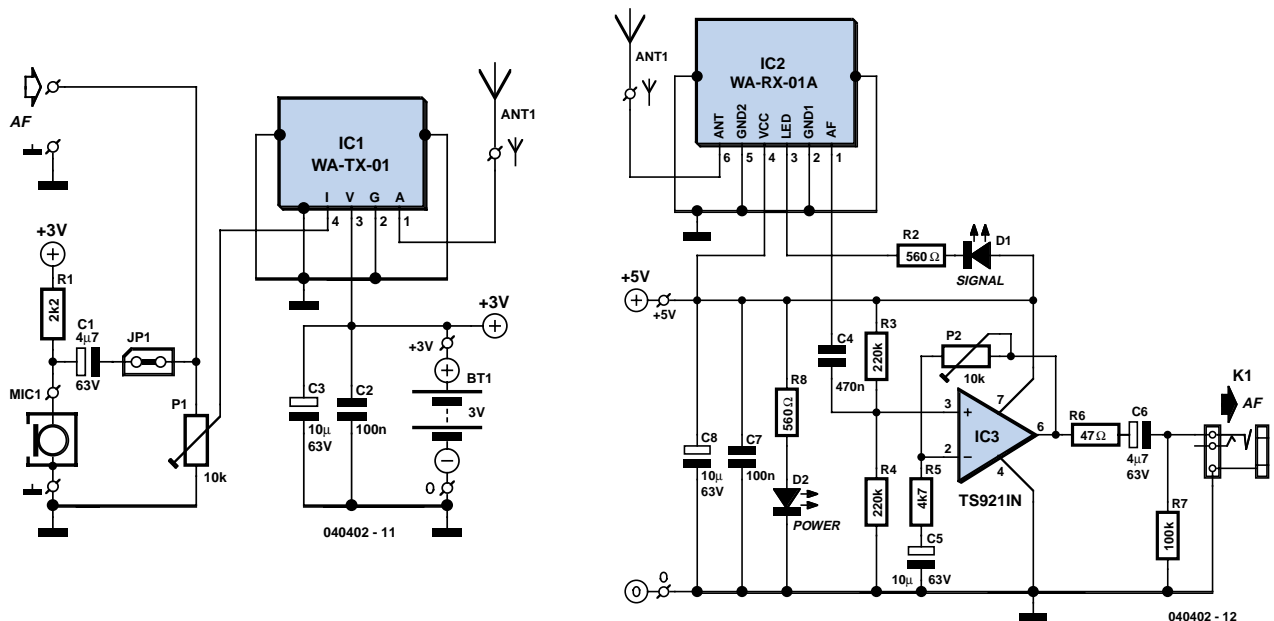 AF
+3V
R1
2k2
C1
4µ7
63V
JP1
MIC1
P1
10k
IC1
WA-TX-01
I V G A
4 3 2 1
ANT1
+3V
+3V
C3
10µ
63V
C2
100n
BT1
3V
0
040402 - 11
ANT1
IC2
WA-RX-01A
ANT GND2 VCC LED GND1 AF
6 5 4 3 2 1
R2
560Ω
D1
SIGNAL
+5V
+5V
C4
470n
R3
220k
P2
10k
R8
560Ω
3
2
7
6
4
+
−
IC3
TS921IN
R6
47Ω
C6
4µ7
63V
K1
AF
C8
10µ
63V
C7
100n
D2
POWER
R4
220k
R5
4k7
C5
10µ 63V
R7
100k
0
0
040402 - 12